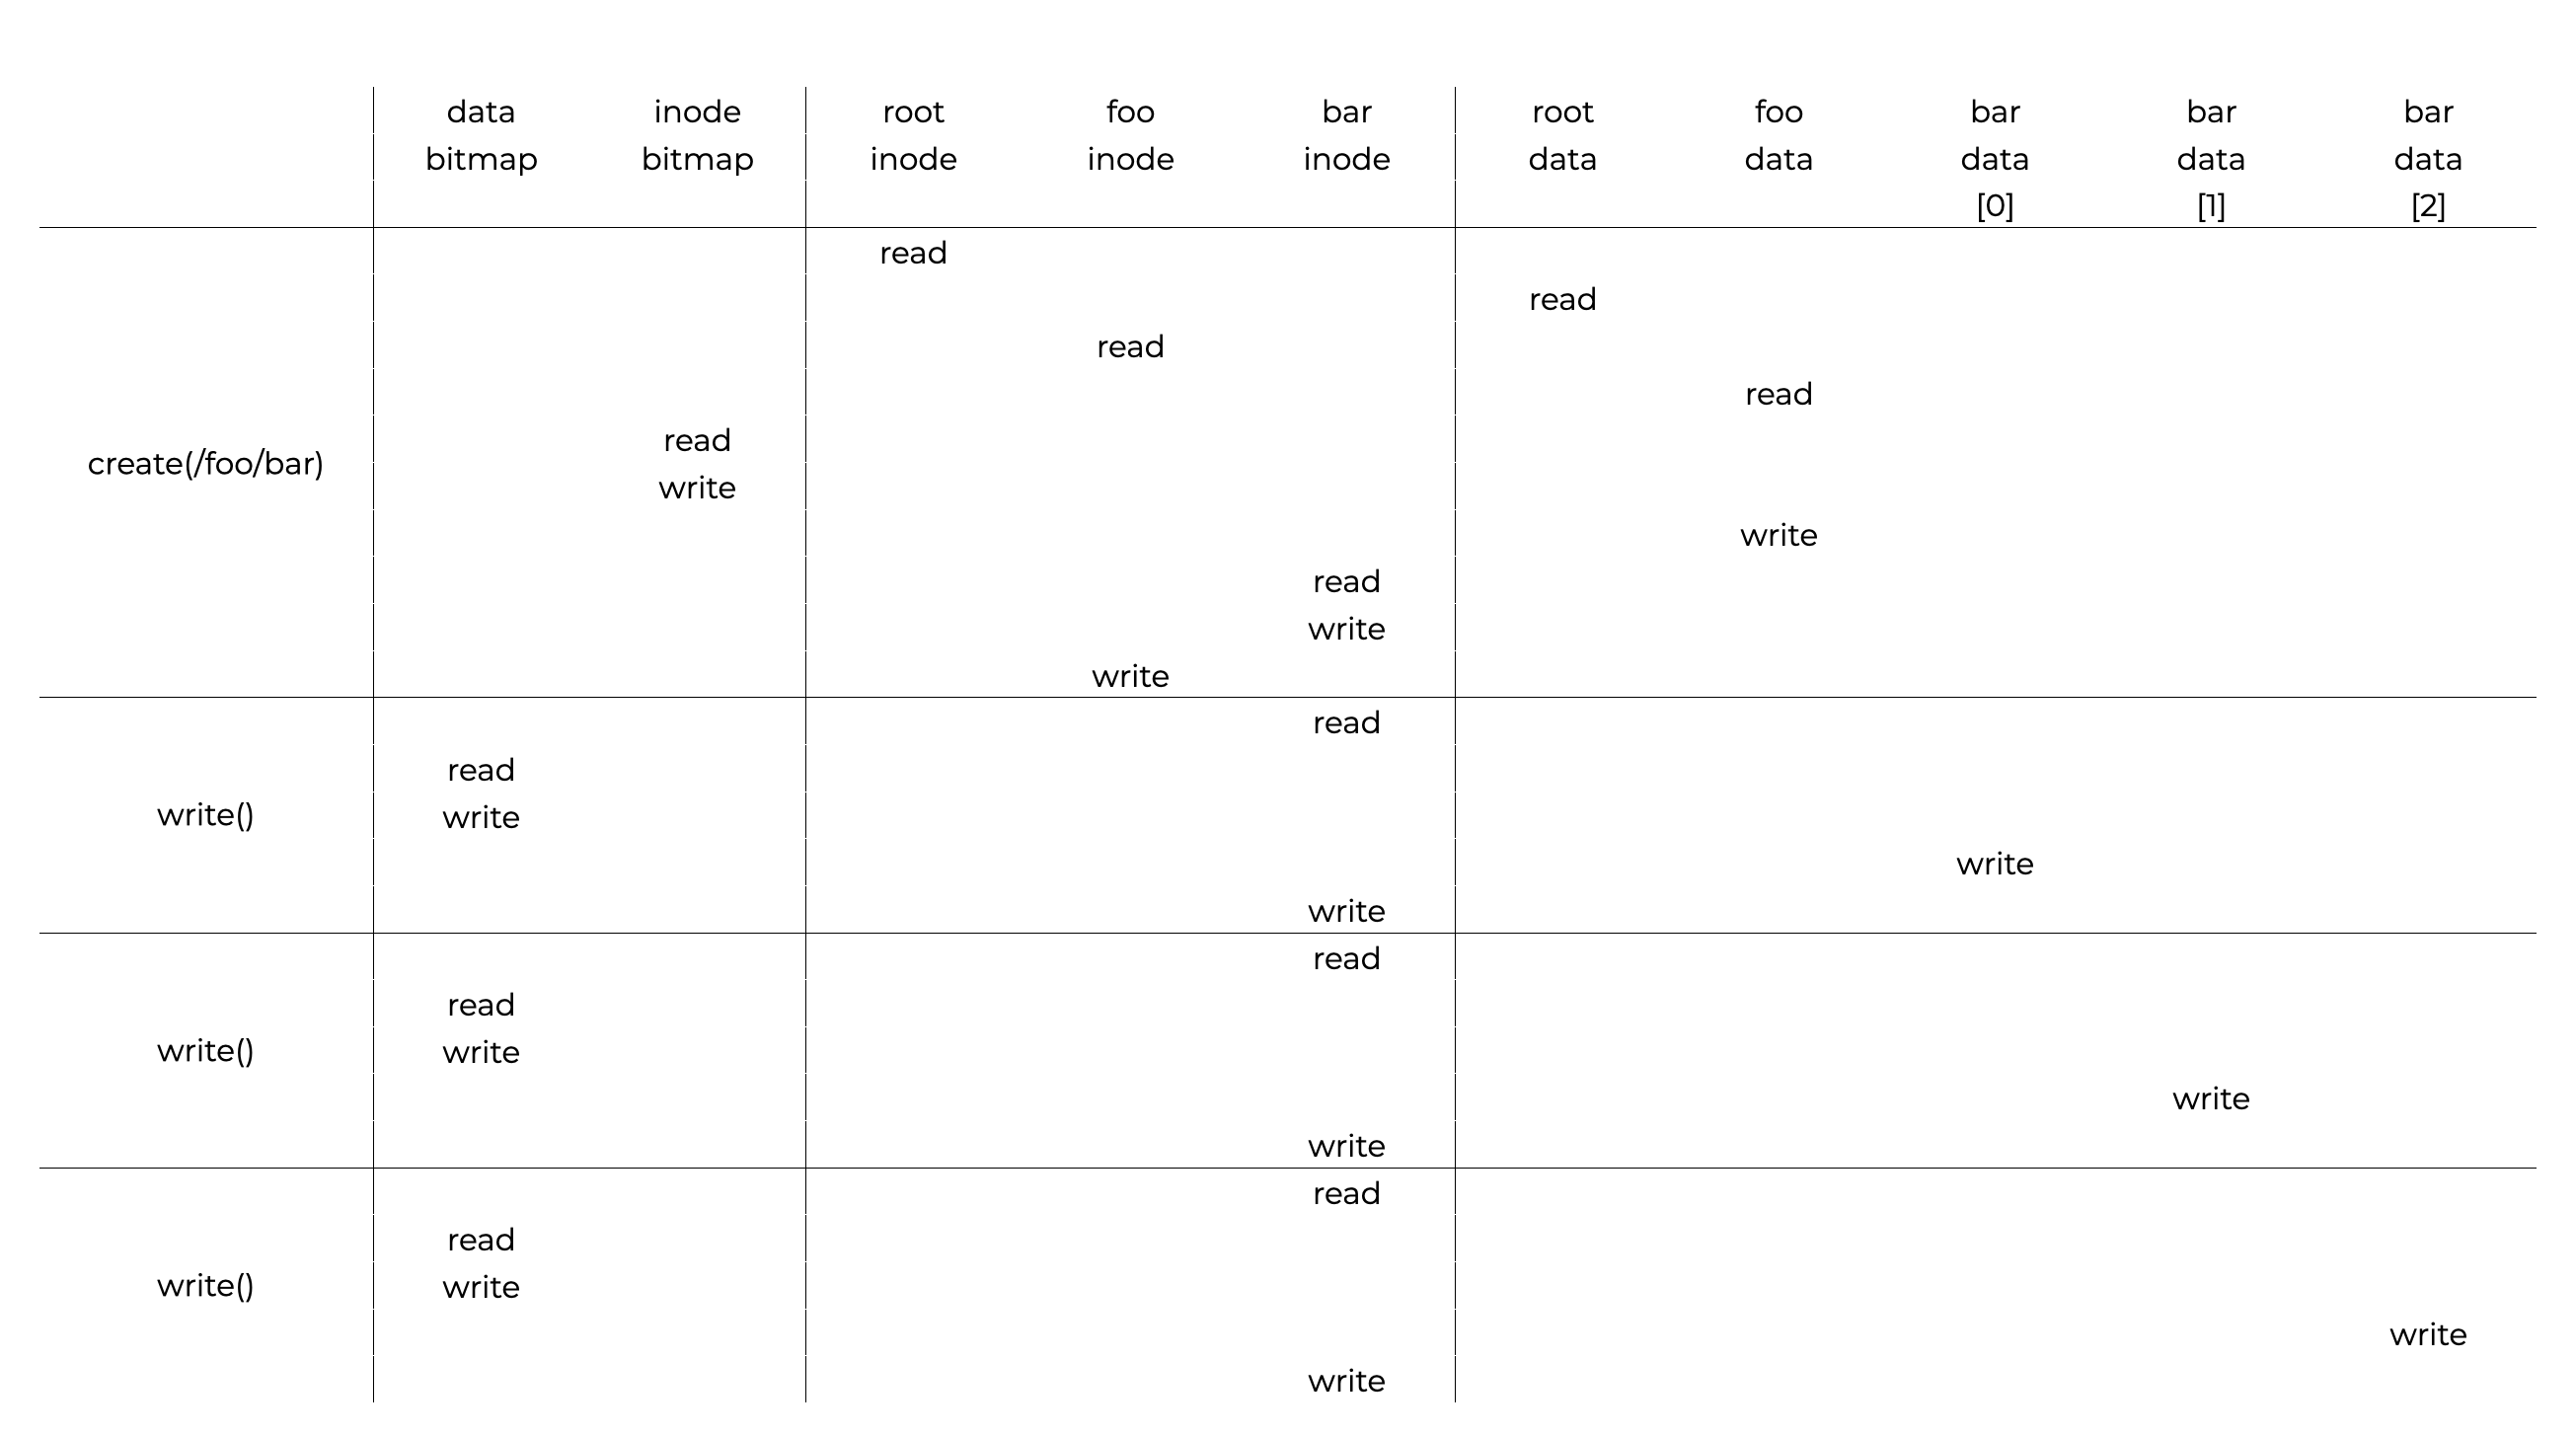 data inode root foo bar root foo bar bar bar
bitmap bitmap inode inode inode data data data data data
[0] [1] [2]
read
read
read
read
read
create(/foo/bar)
write
write
read
write
write
read
read
write()
write
write
write
read
read
write()
write
write
write
read
read
write()
write
write
write